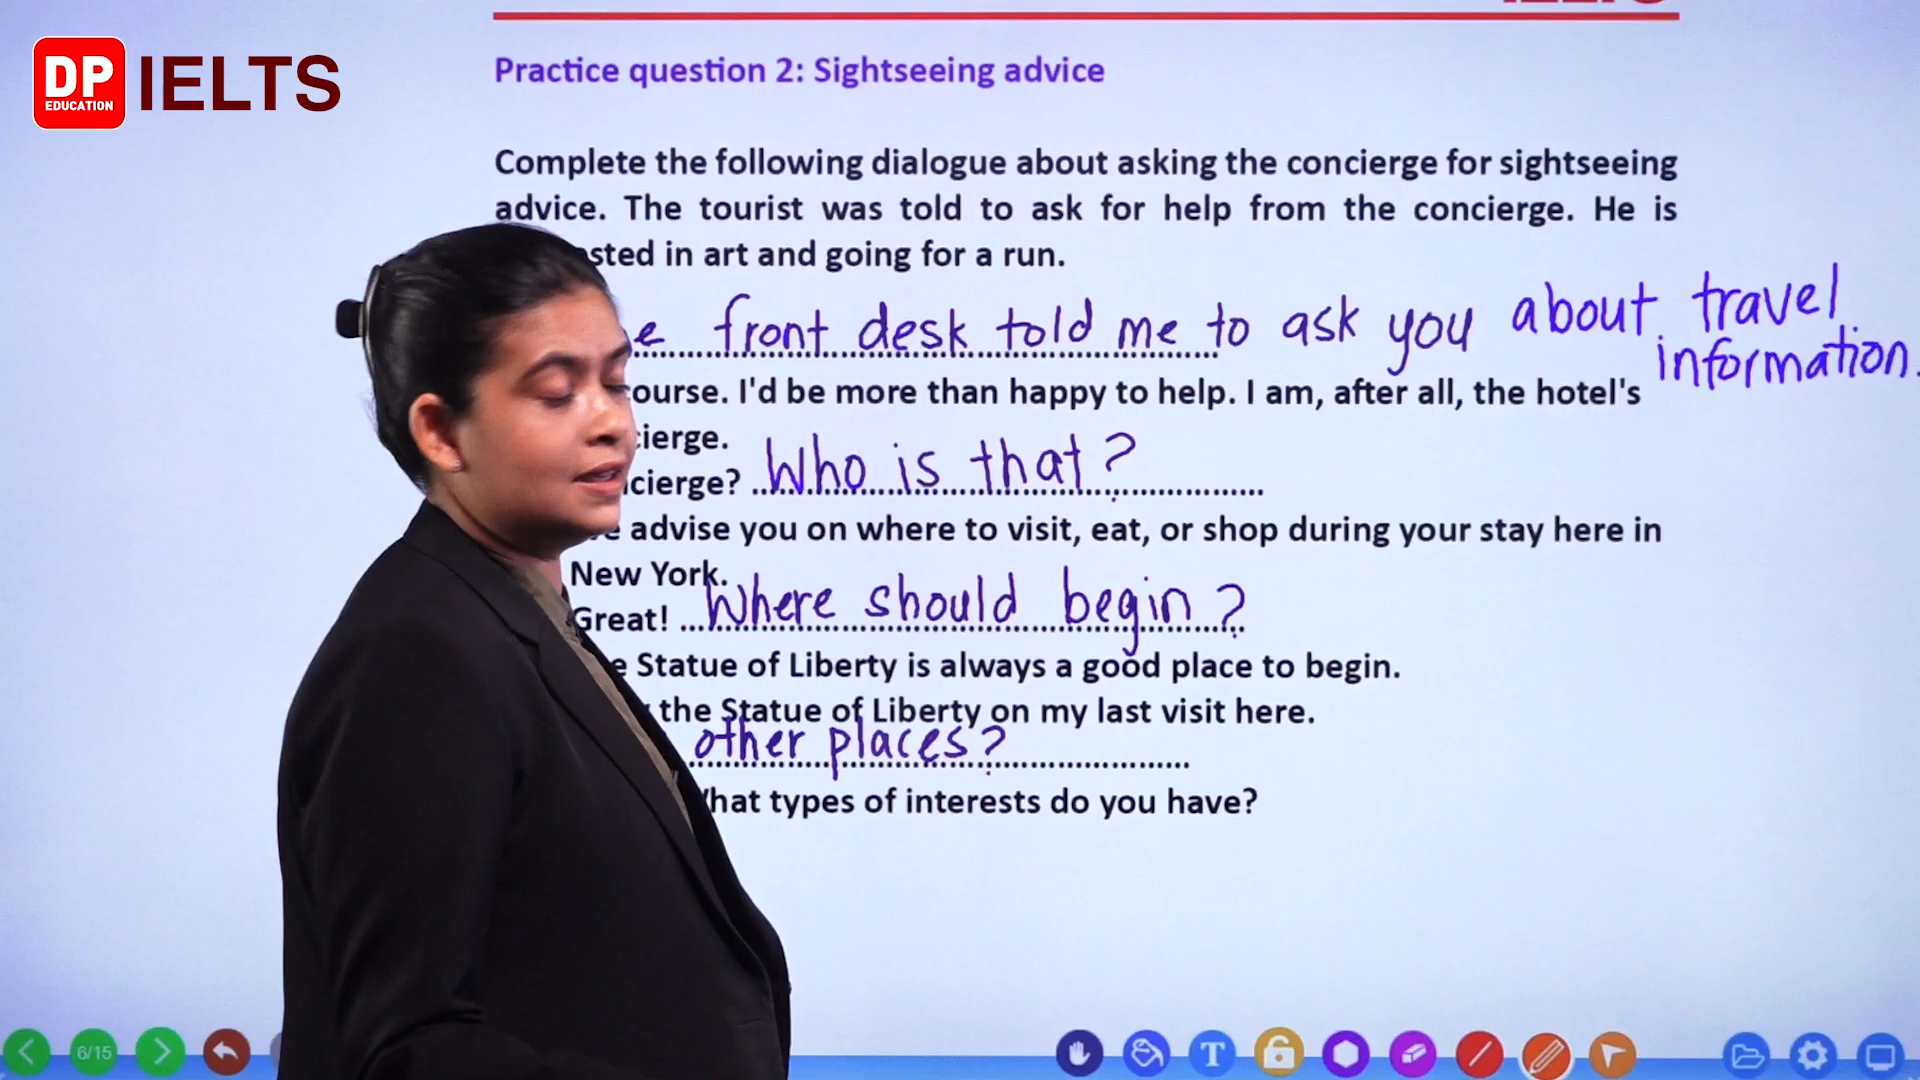 DP
EDUCATION
IELTS
Practice question 2: Sightseeing advice
Complete the following dialogue about asking the concierge for sightseeing
advice. The tourist was told to ask for help from the concierge. He is
in art and going for a run.
front desk told me to ask you about travel
information.
I'd be more than happy to help. I am, after all, the hotel's
Who is that?
advise you on where to visit, eat, or shop during your stay here in
New York.
Great! Where should begin?
Statue of Liberty is always a good place to begin.
the Statue of Liberty on my last visit here.
other places?
What types of interests do you have?
6/15
T